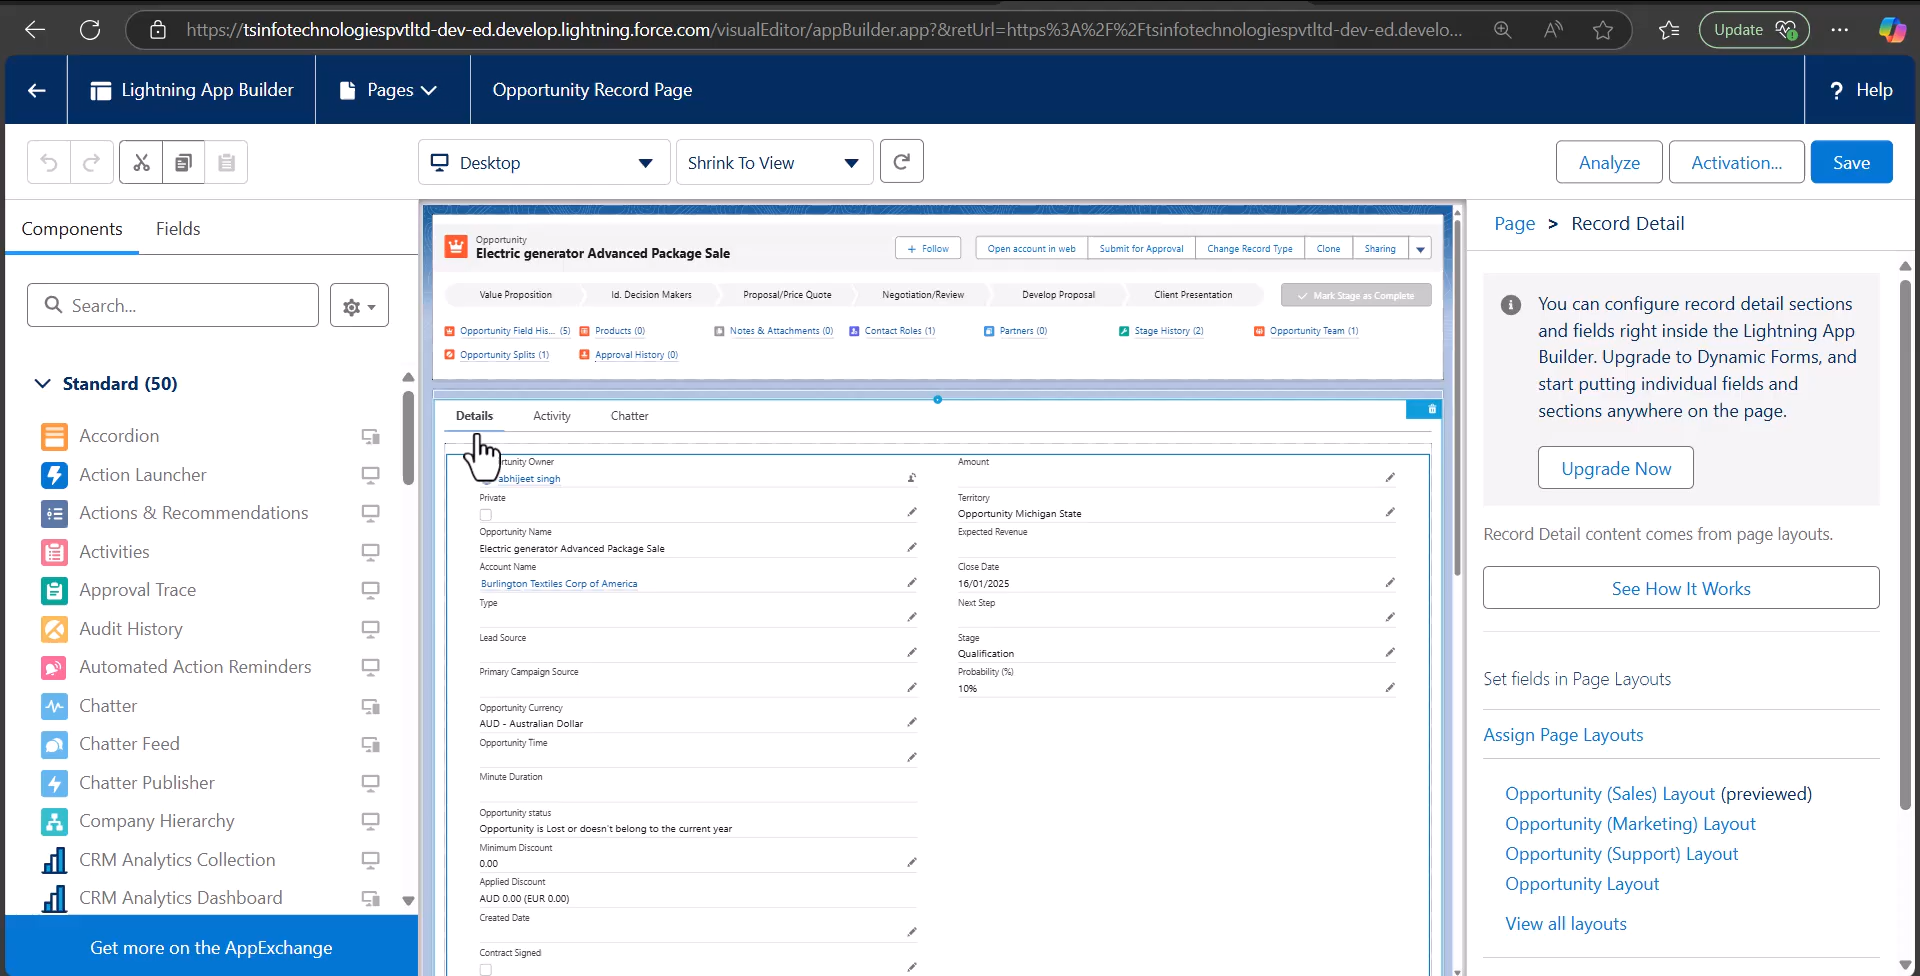 https://tsinfotechnologiespvtltd-dev-ed.develop.lightning.force.com/visualEditor/appBuilder.app?&retUrl=https%3A%2F%2Ftsinfotechnologiespvtltd-dev-ed.develo...
Update
Lightning App Builder
Pages
Opportunity Record Page
? Help
Desktop
Shrink To View
Analyze
Activation...
Save
Components
Fields
Search...
Standard (50)
Accordion
Action Launcher
Actions & Recommendations
Activities
Approval Trace
Audit History
Automated Action Reminders
Chatter
Chatter Feed
Chatter Publisher
Company Hierarchy
CRM Analytics Collection
CRM Analytics Dashboard
Get more on the AppExchange
Opportunity
Electric generator Advanced Package Sale
+ Follow
Open account in web
Submit for Approval
Change Record Type
Clone
Sharing
Value Proposition
Id. Decision Makers
Proposal/Price Quote
Negotiation/Review
Develop Proposal
Client Presentation
Mark Stage as Complete
Opportunity Field His... (5)
Products (0)
Notes & Attachments (0)
Contact Roles (1)
Partners (0)
Stage History (2)
Opportunity Team (1)
Opportunity Splits (1)
Approval History (0)
Details
Activity
Chatter
Owner
abhijeet singh
Private
Opportunity Name
Electric generator Advanced Package Sale
Account Name
Burlington Textiles Corp of America
Type
Lead Source
Primary Campaign Source
Opportunity Currency
AUD - Australian Dollar
Opportunity Time
Minute Duration
Opportunity status
Opportunity is Lost or doesn't belong to the current year
Minimum Discount
0.00
Applied Discount
AUD 0.00 (EUR 0.00)
Created Date
Contract Signed
Amount
Territory
Opportunity Michigan State
Expected Revenue
Close Date
16/01/2025
Next Step
Stage
Qualification
Probability (%)
10%
Page > Record Detail
You can configure record detail sections
and fields right inside the Lightning App
Builder. Upgrade to Dynamic Forms, and
start putting individual fields and
sections anywhere on the page.
Upgrade Now
Record Detail content comes from page layouts.
See How It Works
Set fields in Page Layouts
Assign Page Layouts
Opportunity (Sales) Layout (previewed)
Opportunity (Marketing) Layout
Opportunity (Support) Layout
Opportunity Layout
View all layouts